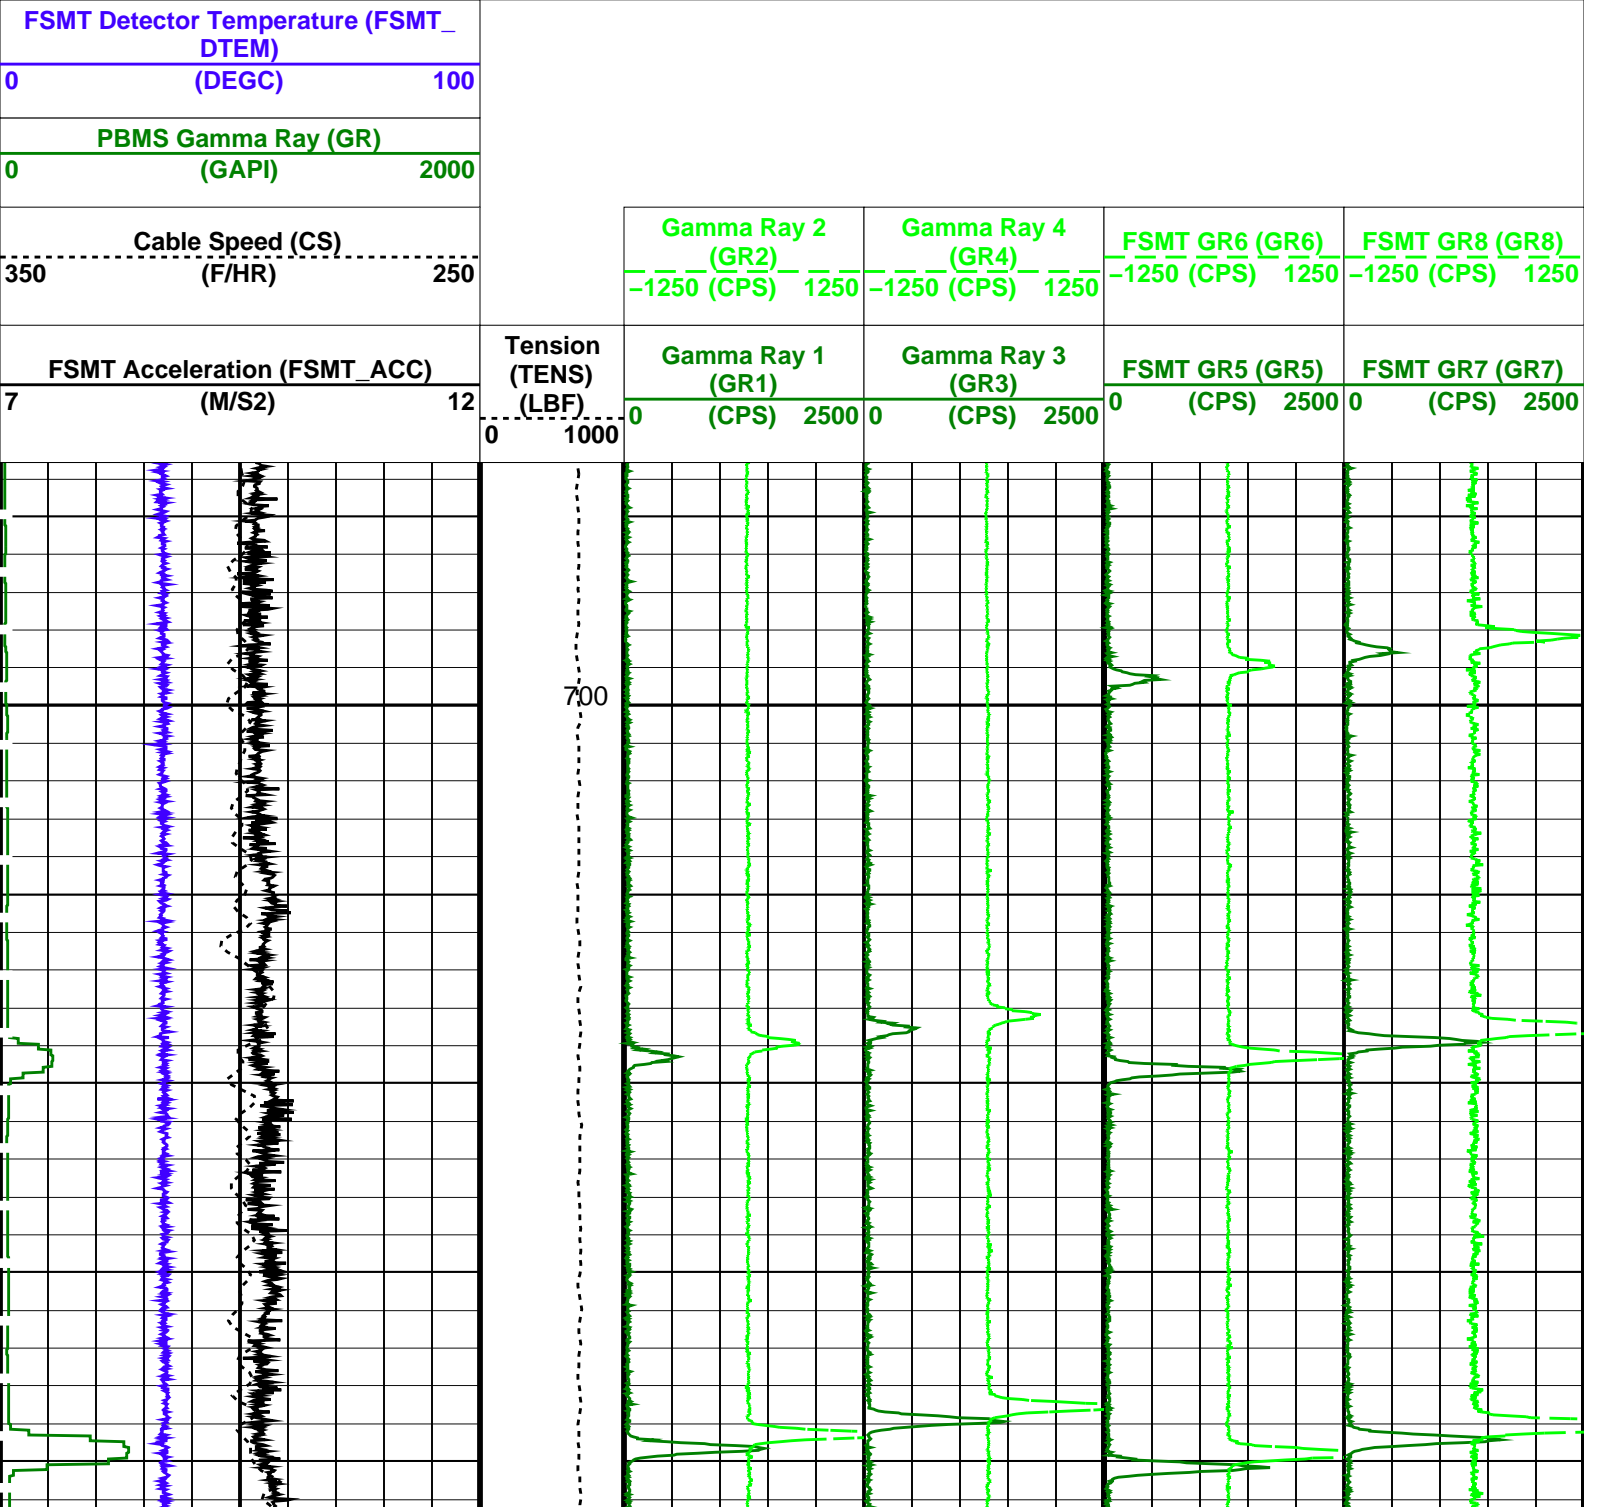 FSMT Detector Temperature (FSMT_
DTEM)
0 (DEGC) 100
PBMS Gamma Ray (GR)
0 (GAPI) 2000
Cable Speed (CS)
350 (F/HR) 250
FSMT Acceleration (FSMT_ACC)
7 (M/S2) 12
Tension
(TENS)
(LBF)
0 1000
Gamma Ray 2
(GR2)
−1250 (CPS) 1250
Gamma Ray 1
(GR1)
0 (CPS) 2500
Gamma Ray 4
(GR4)
−1250 (CPS) 1250
Gamma Ray 3
(GR3)
0 (CPS) 2500
FSMT GR6 (GR6)
−1250 (CPS) 1250
FSMT GR5 (GR5)
0 (CPS) 2500
FSMT GR8 (GR8)
−1250 (CPS) 1250
FSMT GR7 (GR7)
0 (CPS) 2500
700